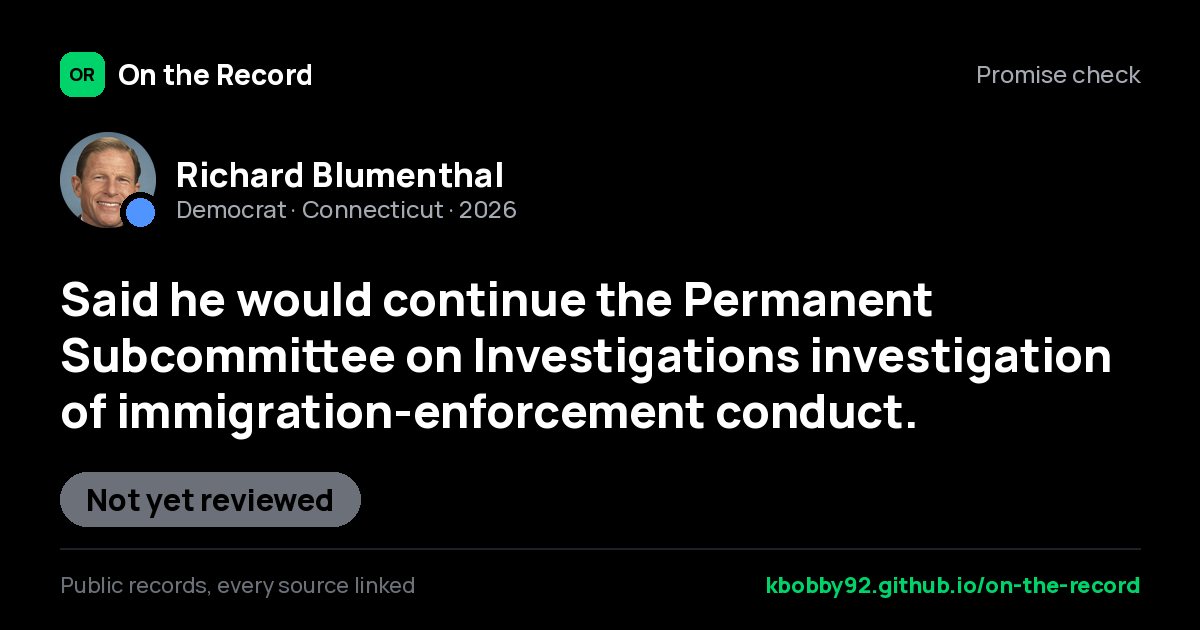 OR On the Record
Promise check
Richard Blumenthal
Democrat · Connecticut · 2026
Said he would continue the Permanent
Subcommittee on Investigations investigation
of immigration-enforcement conduct.
Not yet reviewed
Public records, every source linked
kbobby92.github.io/on-the-record